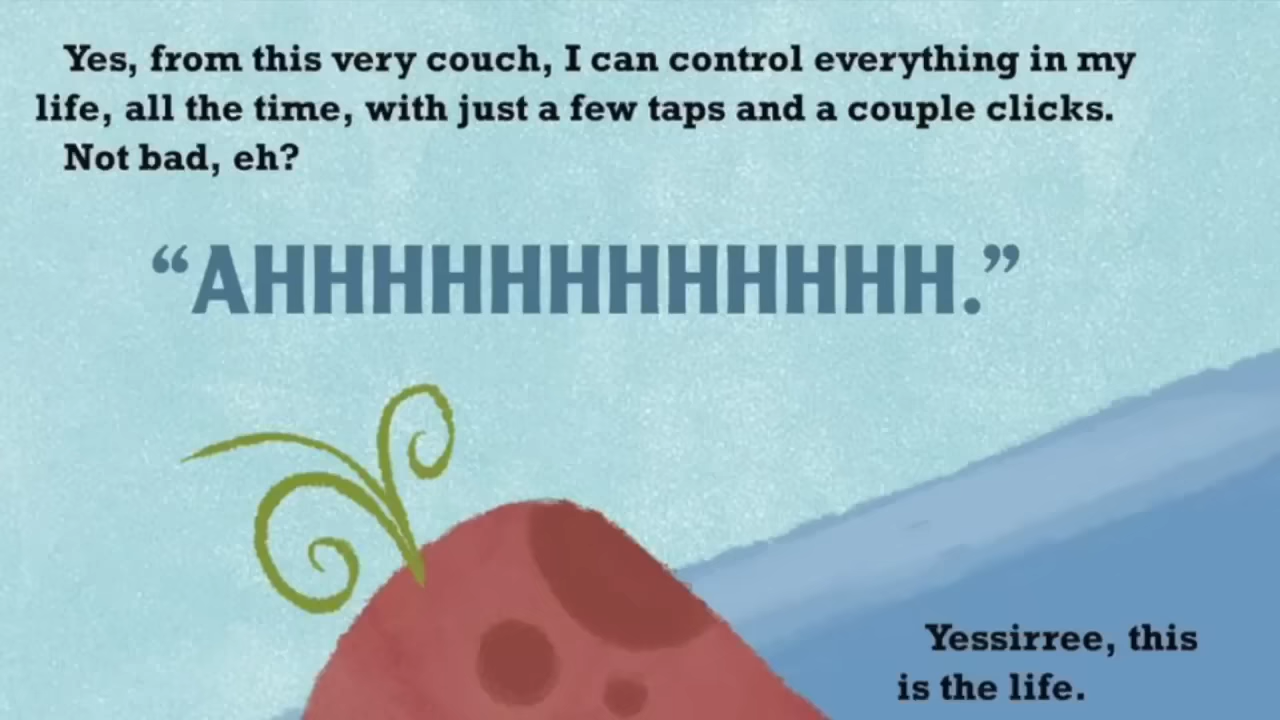 Yes, from this very couch, I can control everything in my
life, all the time, with just a few taps and a couple clicks.
Not bad, eh?
“AHHHHHHHHHHHH.”
Yessirree, this
is the life.